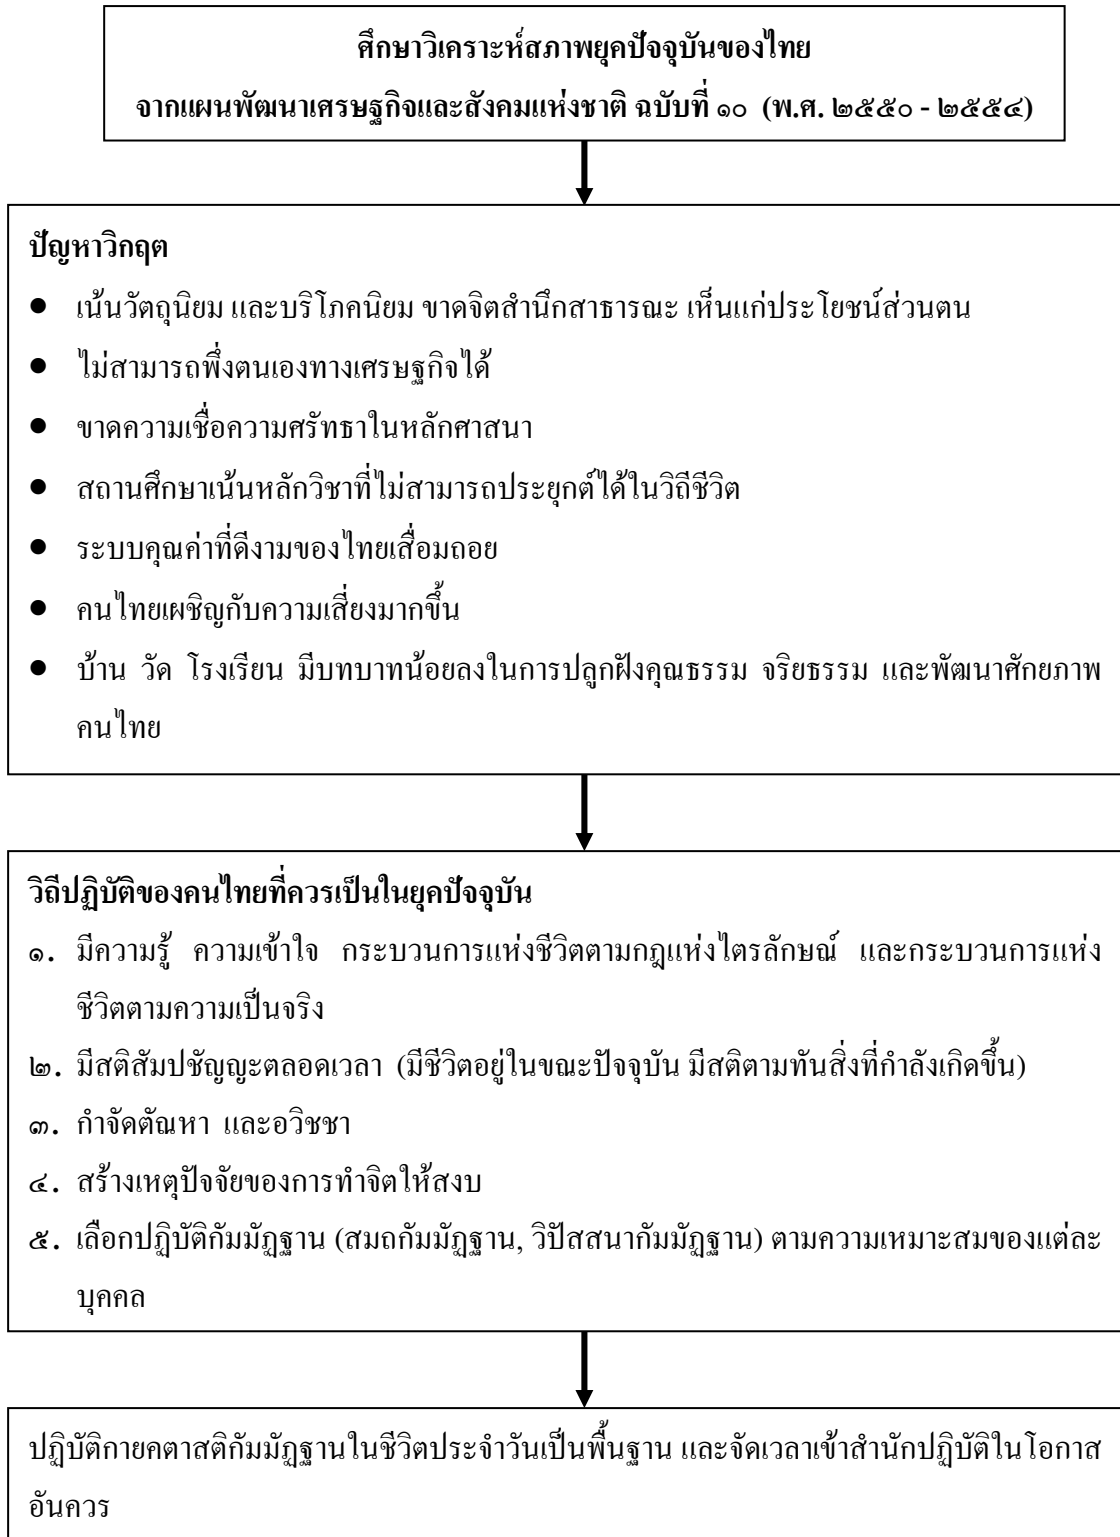 ศึกษาวิเคราะห์สภาพยุคปัจจุบันของไทย
จากแผนพัฒนาเศรษฐกิจและสังคมแห่งชาติ ฉบับที่ ๑๐ (พ.ศ. ๒๕๕๐ - ๒๕๕๔)
ปัญหาวิกฤต
● เน้นวัตถุนิยม และบริโภคนิยม ขาดจิตสำนึกสาธารณะ เห็นแก่ประโยชน์ส่วนตน
● ไม่สามารถพึ่งตนเองทางเศรษฐกิจได้
● ขาดความเชื่อความศรัทธาในหลักศาสนา
● สถานศึกษาเน้นหลักวิชาที่ไม่สามารถประยุกต์ได้ในวิถีชีวิต
● ระบบคุณค่าที่ดีงามของไทยเสื่อมถอย
● คนไทยเผชิญกับความเสี่ยงมากขึ้น
● บ้าน วัด โรงเรียน มีบทบาทน้อยลงในการปลูกฝังคุณธรรม จริยธรรม และพัฒนาศักยภาพ
คนไทย
วิถีปฏิบัติของคนไทยที่ควรเป็นในยุคปัจจุบัน
๑. มีความรู้ ความเข้าใจ กระบวนการแห่งชีวิตตามกฎแห่งไตรลักษณ์ และกระบวนการแห่ง
ชีวิตตามความเป็นจริง
๒. มีสติสัมปชัญญะตลอดเวลา (มีชีวิตอยู่ในขณะปัจจุบัน มีสติตามทันสิ่งที่กำลังเกิดขึ้น)
๓. กำจัดตัณหา และอวิชชา
๔. สร้างเหตุปัจจัยของการทำจิตให้สงบ
๕. เลือกปฏิบัติกัมมัฏฐาน (สมถกัมมัฏฐาน, วิปัสสนากัมมัฏฐาน) ตามความเหมาะสมของแต่ละ
บุคคล
ปฏิบัติกายคตาสติกัมมัฏฐานในชีวิตประจำวันเป็นพื้นฐาน และจัดเวลาเข้าสำนักปฏิบัติในโอกาส
อันควร